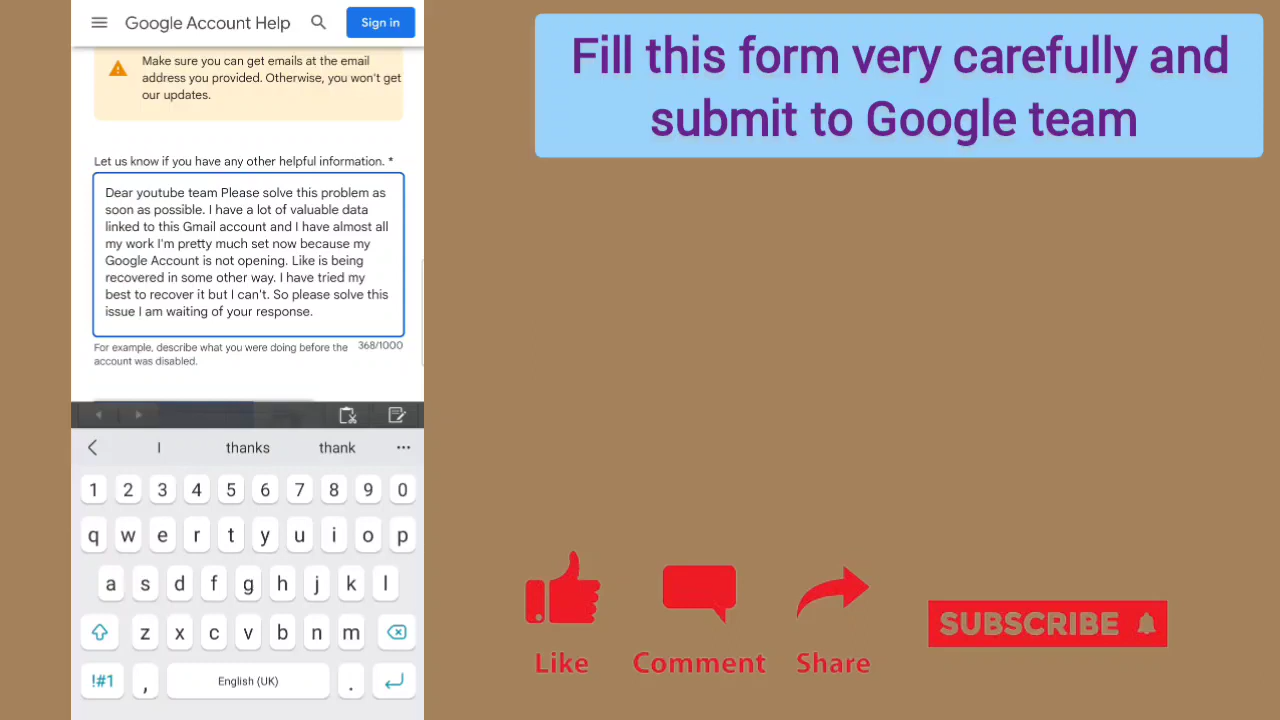 Google Account Help
Sign in
Make sure you can get emails at the email
address you provided. Otherwise, you won't get
our updates.
Let us know if you have any other helpful information. *
Dear youtube team Please solve this problem as
soon as possible. I have a lot of valuable data
linked to this Gmail account and I have almost all
my work I'm pretty much set now because my
Google Account is not opening. Like is being
recovered in some other way. I have tried my
best to recover it but I can't. So please solve this
issue I am waiting of your response.
For example, describe what you were doing before the
account was disabled.
368/1000
I thanks thank
1 2 3 4 5 6 7 8 9 0
q w e r t y u i o p
a s d f g h j k l
z x c v b n m
!#1 , English (UK) .
Fill this form very carefully and
submit to Google team
Like Comment Share
SUBSCRIBE